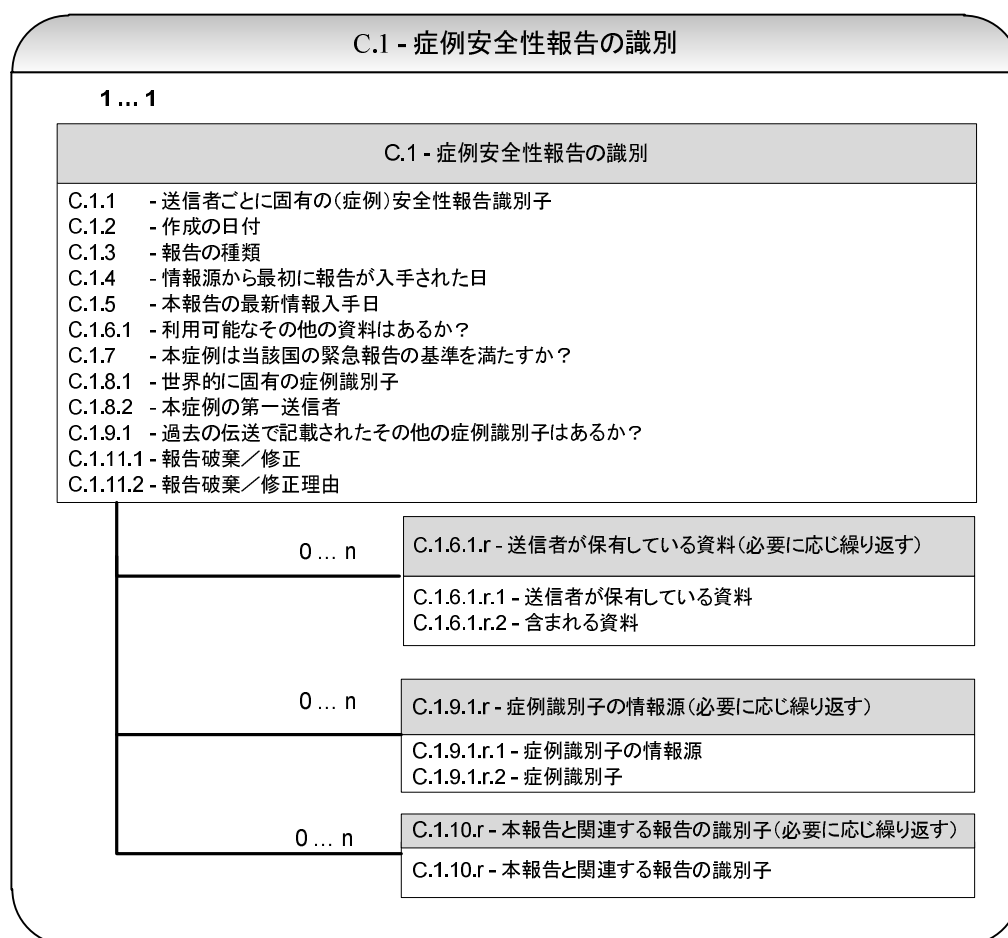 C.1 - 症例安全性報告の識別
1 … 1
C.1 - 症例安全性報告の識別
C.1.1 - 送信者ごとに固有の(症例)安全性報告識別子
C.1.2 - 作成の日付
C.1.3 - 報告の種類
C.1.4 - 情報源から最初に報告が入手された日
C.1.5 - 本報告の最新情報入手日
C.1.6.1 - 利用可能なその他の資料はあるか？
C.1.7 - 本症例は当該国の緊急報告の基準を満たすか？
C.1.8.1 - 世界的に固有の症例識別子
C.1.8.2 - 本症例の第一送信者
C.1.9.1 - 過去の伝送で記載されたその他の症例識別子はあるか？
C.1.11.1 - 報告破棄／修正
C.1.11.2 - 報告破棄／修正理由
0 … n
C.1.6.1.r - 送信者が保有している資料(必要に応じ繰り返す)
C.1.6.1.r.1 - 送信者が保有している資料
C.1.6.1.r.2 - 含まれる資料
0 … n
C.1.9.1.r - 症例識別子の情報源(必要に応じ繰り返す)
C.1.9.1.r.1 - 症例識別子の情報源
C.1.9.1.r.2 - 症例識別子
0 … n
C.1.10.r - 本報告と関連する報告の識別子(必要に応じ繰り返す)
C.1.10.r - 本報告と関連する報告の識別子